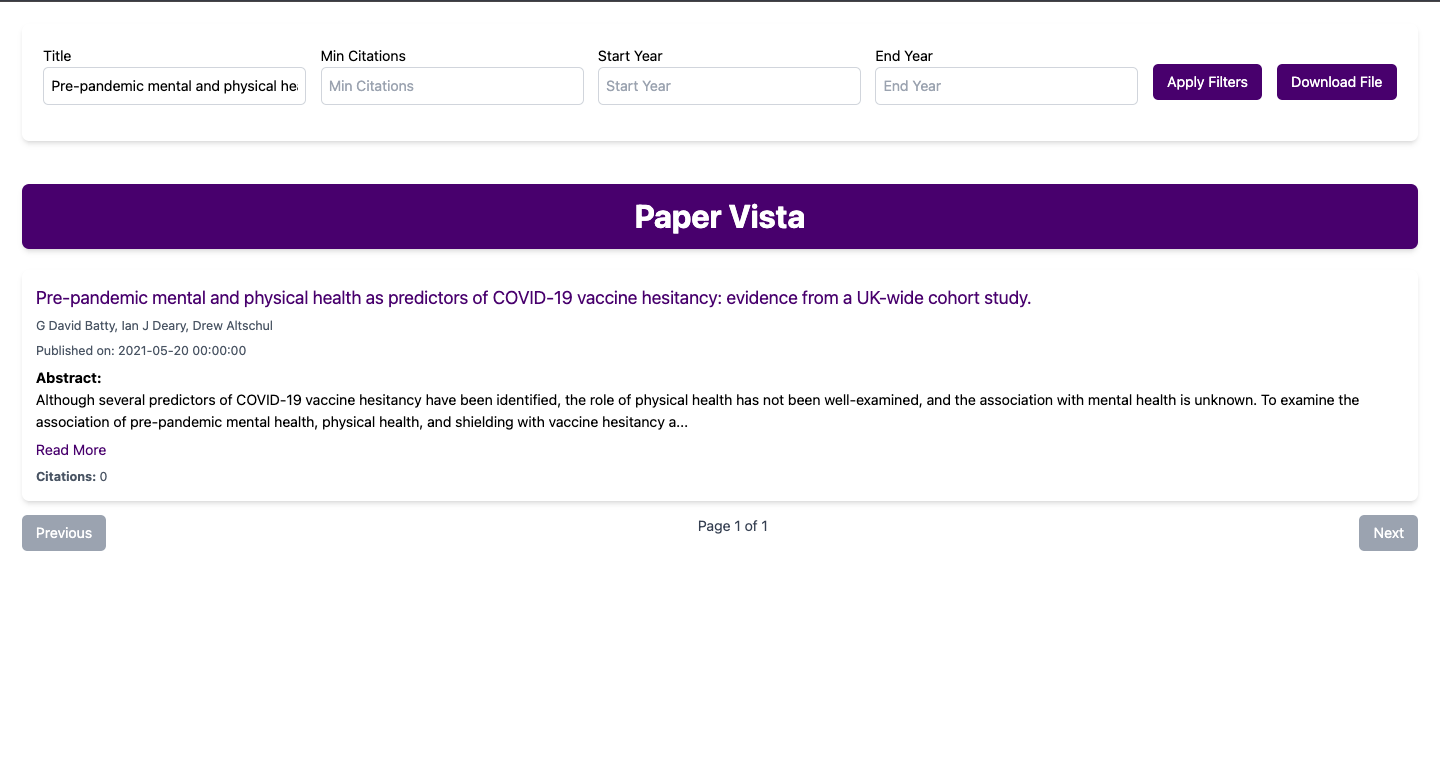 Title
Min Citations
Start Year
End Year
Pre-pandemic mental and physical hea
Min Citations
Start Year
End Year
Apply Filters
Download File
Paper Vista
Pre-pandemic mental and physical health as predictors of COVID-19 vaccine hesitancy: evidence from a UK-wide cohort study.
G David Batty, Ian J Deary, Drew Altschul
Published on: 2021-05-20 00:00:00
Abstract:
Although several predictors of COVID-19 vaccine hesitancy have been identified, the role of physical health has not been well-examined, and the association with mental health is unknown. To examine the
association of pre-pandemic mental health, physical health, and shielding with vaccine hesitancy a...
Read More
Citations: 0
Previous
Page 1 of 1
Next